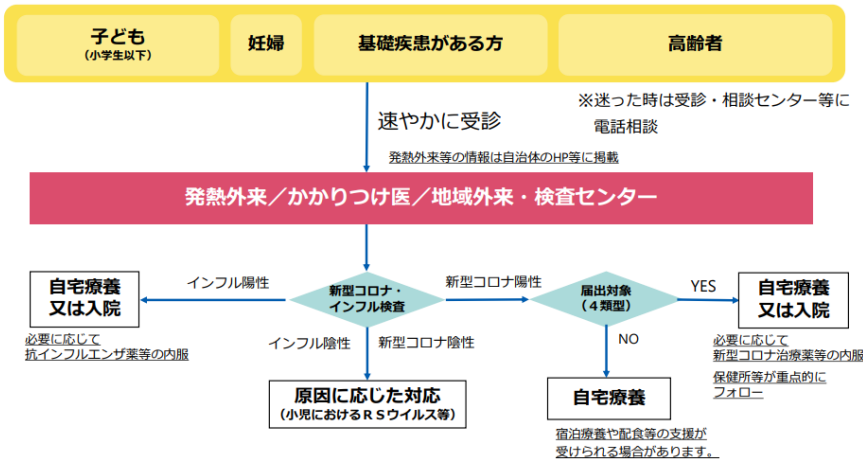 子ども
（小学生以下）
妊婦
基礎疾患がある方
高齢者
速やかに受診
※迷った時は受診・相談センター等に
電話相談
発熱外来等の情報は自治体のHP等に掲載
発熱外来／かかりつけ医／地域外来・検査センター
自宅療養
又は入院
インフル陽性
新型コロナ・
インフル検査
新型コロナ陽性
届出対象
（４類型）
YES
自宅療養
又は入院
必要に応じて
抗インフルエンザ薬等の内服
インフル陰性
新型コロナ陰性
NO
必要に応じて
新型コロナ治療薬等の内服
保健所等が重点的に
フォロー
原因に応じた対応
（小児におけるＲＳウイルス等）
自宅療養
宿泊療養や配食等の支援が
受けられる場合があります。